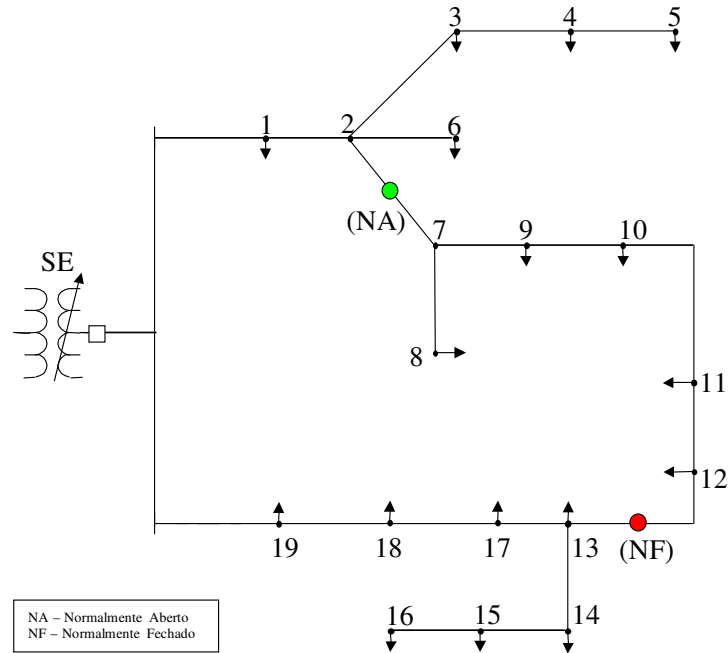 3 4 5
1 2 6
(NA)
7 9 10
SE
8
11
12
19 18 17 13 (NF)
16 15 14
NA – Normalmente Aberto
NF – Normalmente Fechado